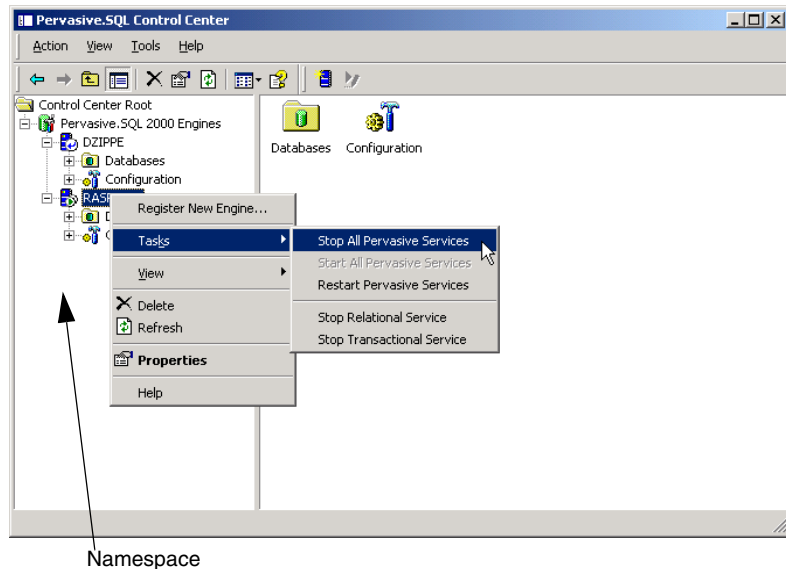 Pervasive.SQL Control Center
Action View Tools Help
Control Center Root
Pervasive.SQL 2000 Engines
DZIPPE
Databases
Configuration
Databases Configuration
Register New Engine...
Tasks
View
Delete
Refresh
Properties
Help
Stop All Pervasive Services
Start All Pervasive Services
Restart Pervasive Services
Stop Relational Service
Stop Transactional Service
Namespace